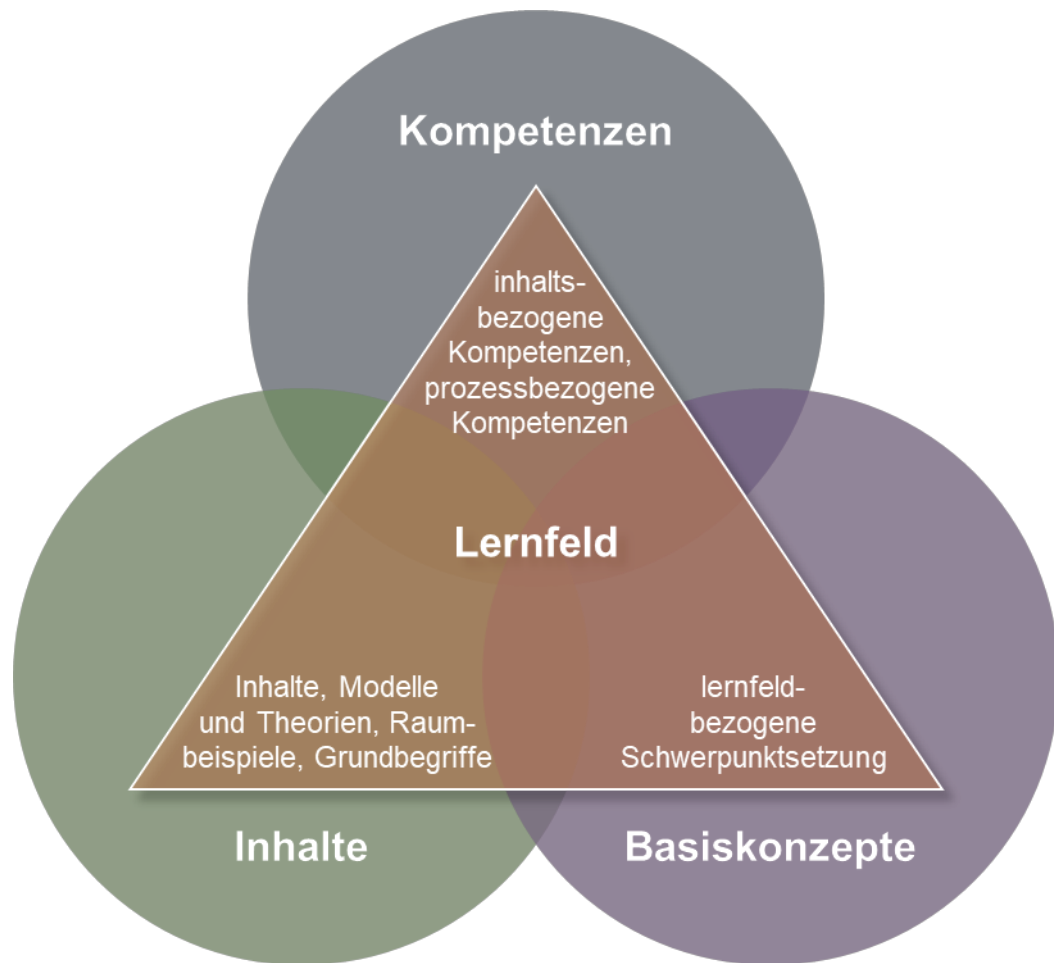 Kompetenzen
inhalts-
bezogene
Kompetenzen,
prozessbezogene
Kompetenzen
Lernfeld
Inhalte, Modelle
und Theorien, Raum-
beispiele, Grundbegriffe
lernfeld-
bezogene
Schwerpunktsetzung
Inhalte
Basiskonzepte